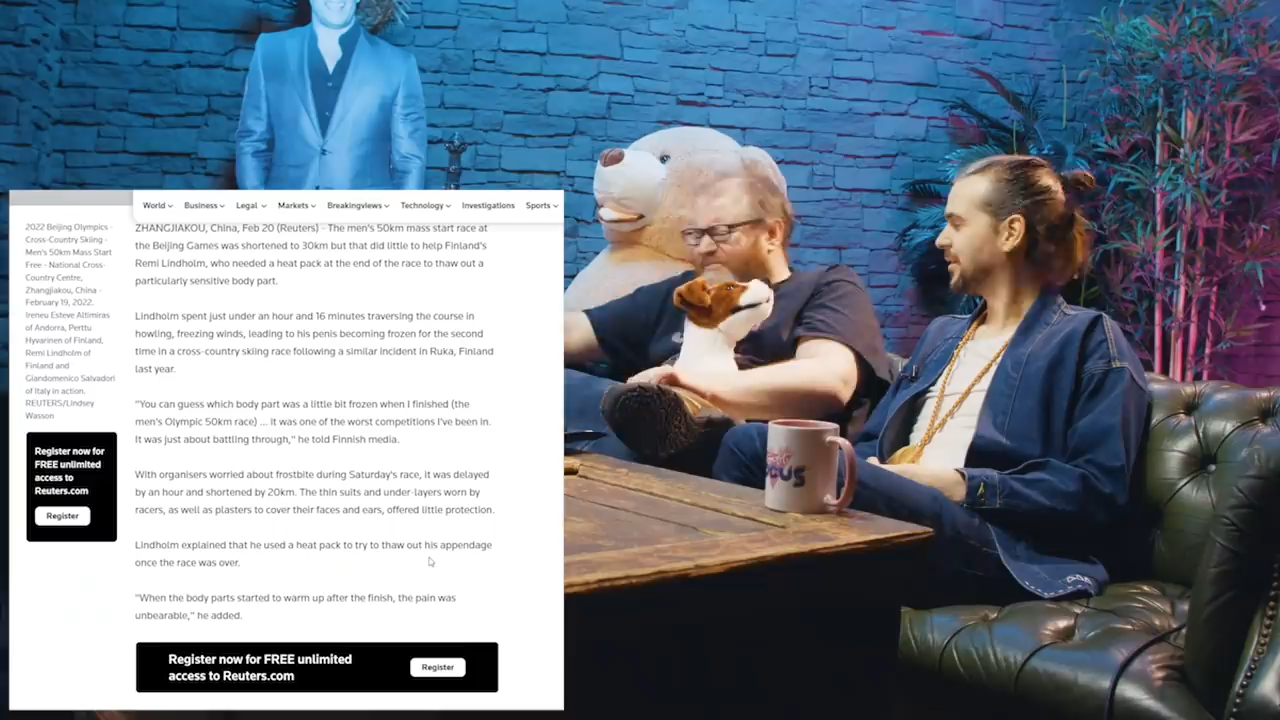 World Business Legal Markets Breakingviews Technology Investigations Sports
2022 Beijing Olympics -
Cross-Country Skiing -
Men's 50km Mass Start
Free - National Cross-
Country Centre,
Zhangjiakou, China -
February 19, 2022.
Ireneu Esteve Altimiras
of Andorra, Perttu
Hyvarinen of Finland,
Remi Lindholm of
Finland and
Giandomenico Salvadori
of Italy in action.
REUTERS/Lindsey
Wasson
Register now for
FREE unlimited
access to
Reuters.com
Register
ZHANGJIAKOU, China, Feb 20 (Reuters) - The men's 50km mass start race at
the Beijing Games was shortened to 30km but that did little to help Finland's
Remi Lindholm, who needed a heat pack at the end of the race to thaw out a
particularly sensitive body part.
Lindholm spent just under an hour and 16 minutes traversing the course in
howling, freezing winds, leading to his penis becoming frozen for the second
time in a cross-country skiing race following a similar incident in Ruka, Finland
last year.
"You can guess which body part was a little bit frozen when I finished (the
men's Olympic 50km race) ... It was one of the worst competitions I've been in.
It was just about battling through," he told Finnish media.
With organisers worried about frostbite during Saturday's race, it was delayed
by an hour and shortened by 20km. The thin suits and under-layers worn by
racers, as well as plasters to cover their faces and ears, offered little protection.
Lindholm explained that he used a heat pack to try to thaw out his appendage
once the race was over.
"When the body parts started to warm up after the finish, the pain was
unbearable," he added.
Register now for FREE unlimited
access to Reuters.com
Register